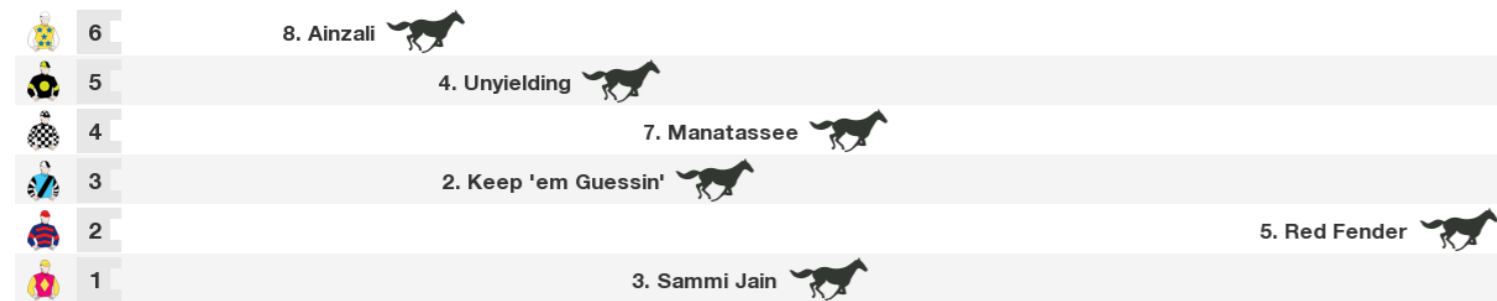 6 8. Ainzali
5 4. Unyielding
4 7. Manatassee
3 2. Keep 'em Guessin'
2 5. Red Fender
1 3. Sammi Jain